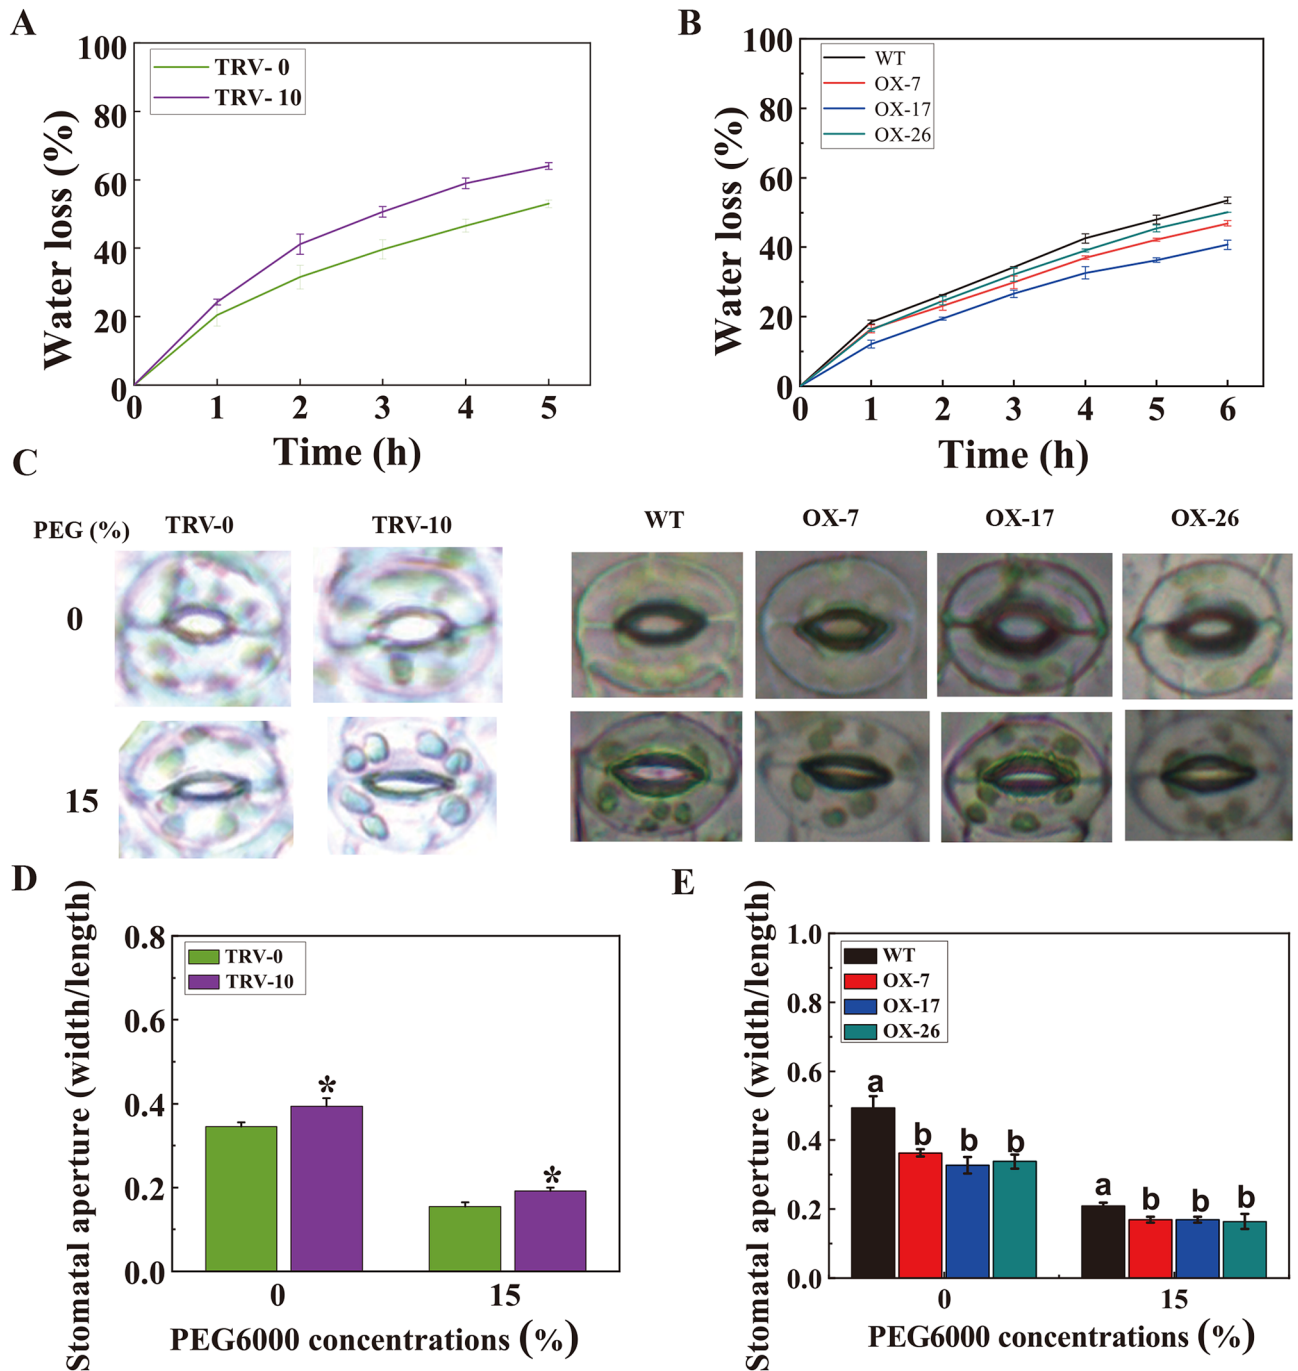 A
100
80
60
40
20
0
0 1 2 3 4 5
Water loss (%)
Time (h)
TRV- 0
TRV- 10
B
100
80
60
40
20
0
0 1 2 3 4 5 6
Water loss (%)
Time (h)
WT
OX-7
OX-17
OX-26
C
PEG (%) TRV-0 TRV-10 WT OX-7 OX-17 OX-26
0
15
D
0.8
0.6
0.4
0.2
0.0
Stomatal aperture (width/length)
TRV-0
TRV-10
* *
0 15
PEG6000 concentrations (%)
E
1.0
0.8
0.6
0.4
0.2
0.0
Stomatal aperture (width/length)
WT
OX-7
OX-17
OX-26
a b b b a b b b
0 15
PEG6000 concentrations (%)